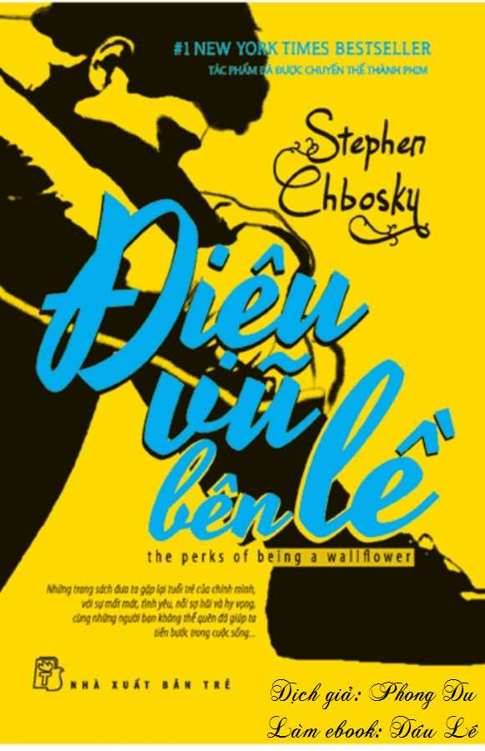 #1 NEW YORK TIMES BESTSELLER
TÁC PHẨM ĐÃ ĐƯỢC CHUYỂN THỂ THÀNH PHIM
Stephen
Chbosky
Điệu
vũ
bên lề
the perks of being a wallflower
Những trang sách đưa ta gặp lại tuổi trẻ của chính mình,
với sự mất mát, tình yêu, nỗi sợ hãi và hy vọng,
cùng những người bạn không thể quên đã giúp ta
tiến bước trong cuộc sống...
NHÀ XUẤT BẢN TRẺ
Dịch giả: Phong Du
Làm ebook: Dấu Lế